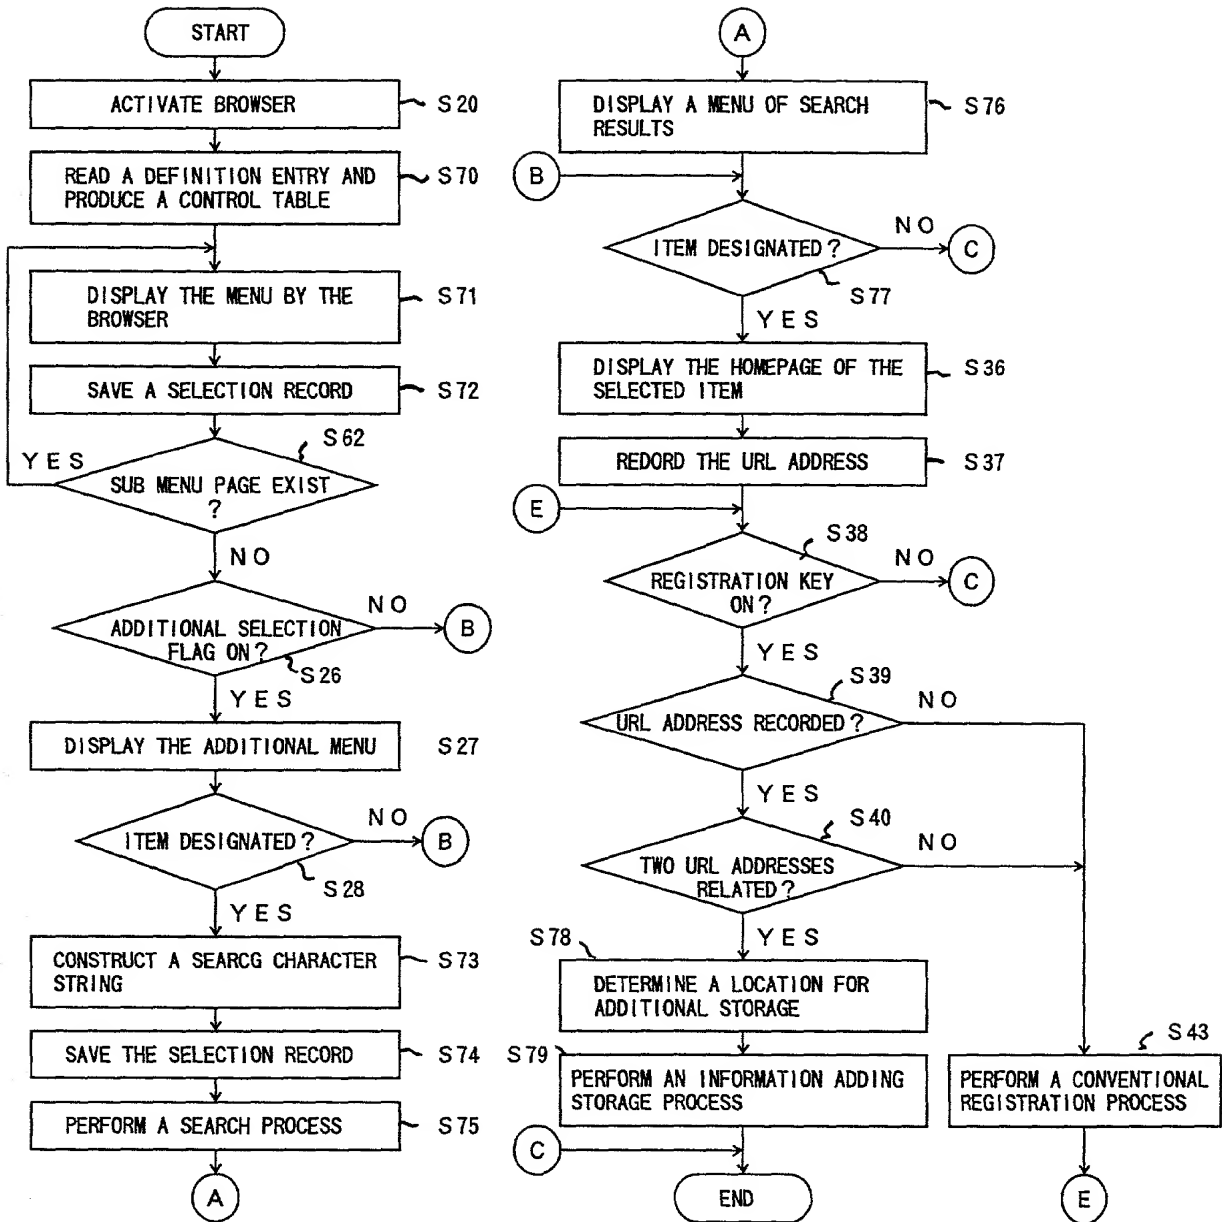 START
ACTIVATE BROWSER
S20
READ A DEFINITION ENTRY AND
PRODUCE A CONTROL TABLE
S70
DISPLAY THE MENU BY THE
BROWSER
S71
SAVE A SELECTION RECORD
S72
S62
YES
SUB MENU PAGE EXIST
?
NO
ADDITIONAL SELECTION
FLAG ON?
NO
B
S26
YES
DISPLAY THE ADDITIONAL MENU
S27
ITEM DESIGNATED?
NO
B
S28
YES
CONSTRUCT A SEARCG CHARACTER
STRING
S73
SAVE THE SELECTION RECORD
S74
PERFORM A SEARCH PROCESS
S75
A
A
DISPLAY A MENU OF SEARCH
RESULTS
S76
B
ITEM DESIGNATED?
NO
C
S77
YES
DISPLAY THE HOMEPAGE OF THE
SELECTED ITEM
S36
REDORD THE URL ADDRESS
S37
E
S38
REGISTRATION KEY
ON?
NO
C
YES
S39
URL ADDRESS RECORDED?
NO
YES
S40
TWO URL ADDRESSES
RELATED?
NO
YES
S78
DETERMINE A LOCATION FOR
ADDITIONAL STORAGE
S79
PERFORM AN INFORMATION ADDING
STORAGE PROCESS
S43
PERFORM A CONVENTIONAL
REGISTRATION PROCESS
C
END
E